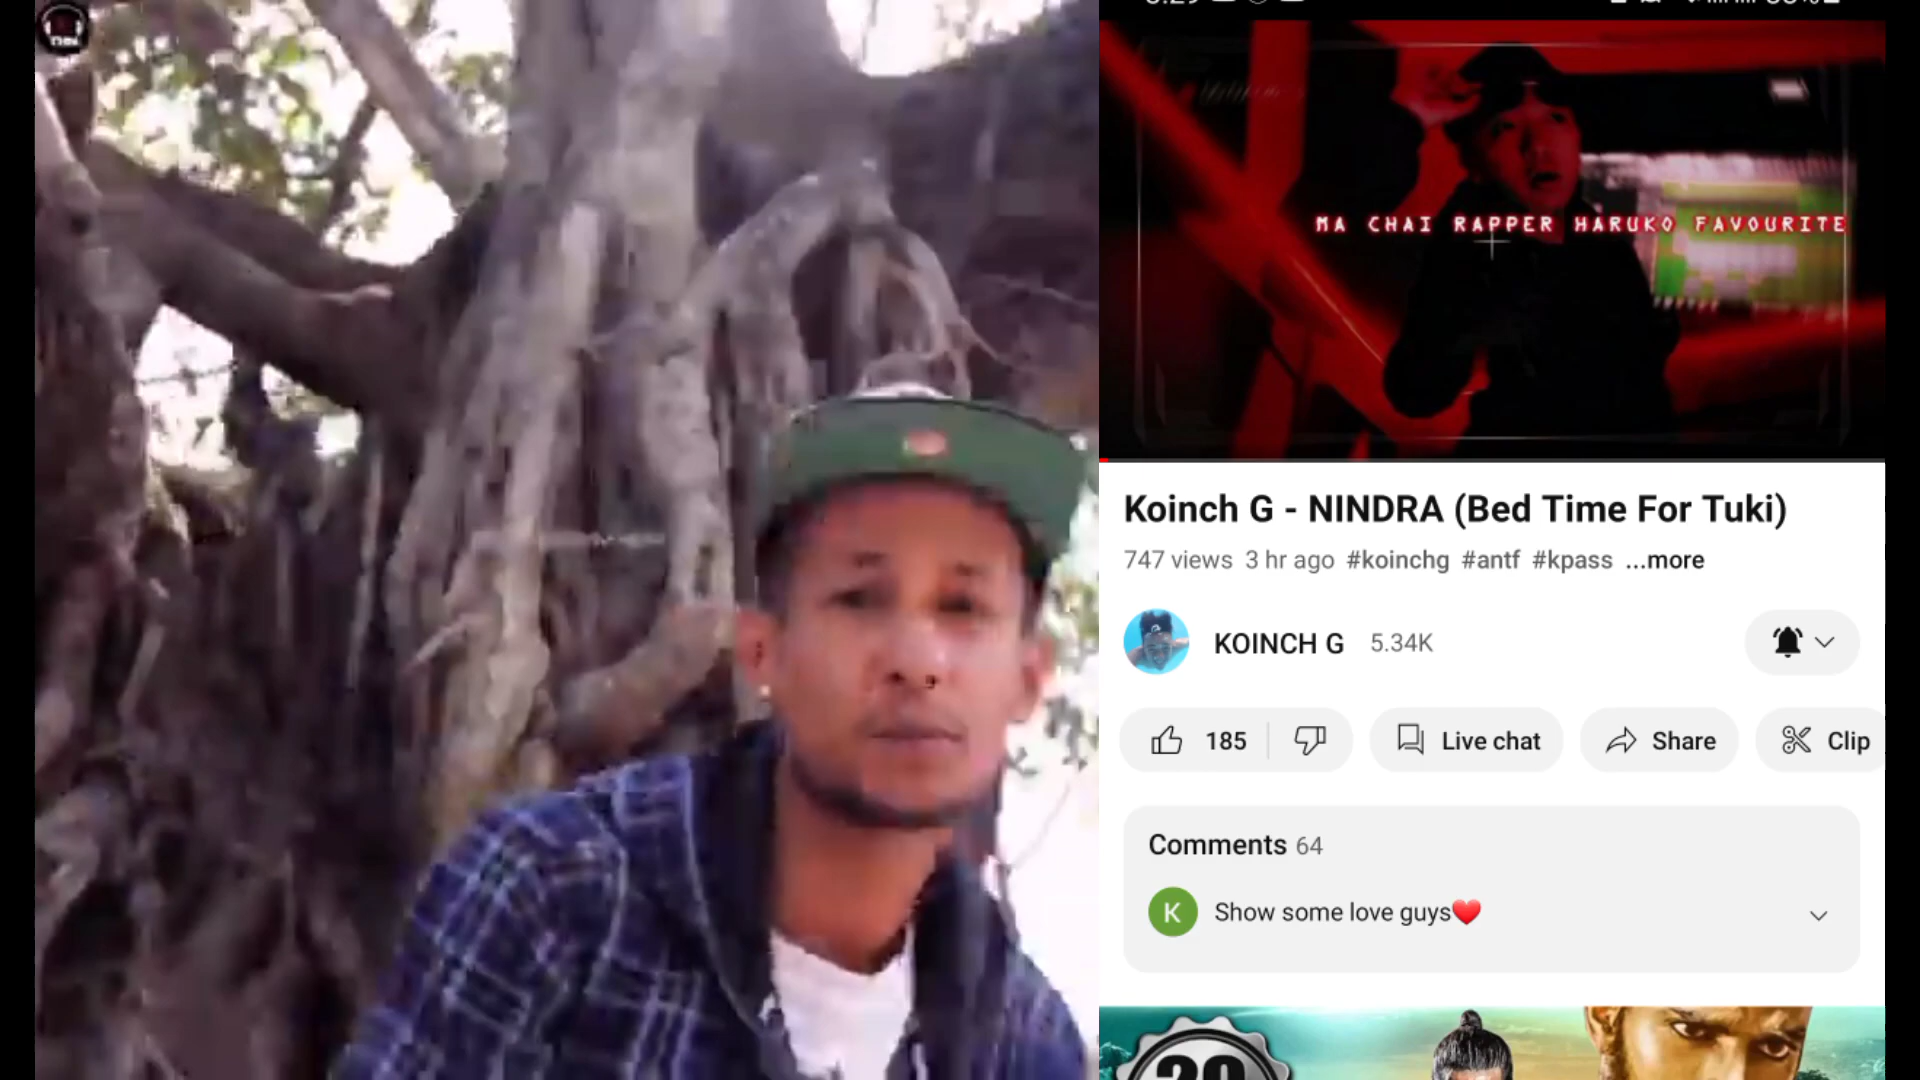 MA CHAI RAPPER HARUKO FAVOURITE
Koinch G - NINDRA (Bed Time For Tuki)
747 views 3 hr ago #koinchg #antf #kpass ...more
KOINCH G 5.34K
185 Live chat Share Clip
Comments 64
K Show some love guys❤️